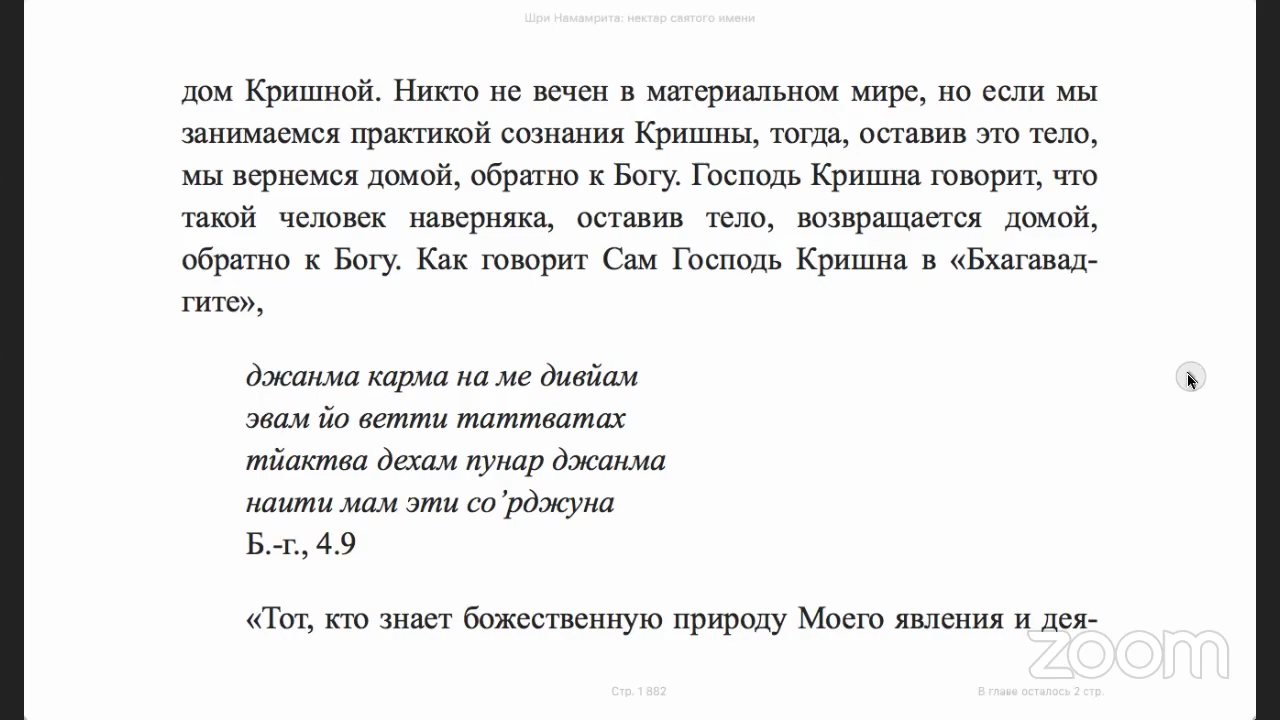 Шри Намамрита: нектар святого имени
дом Кришной. Никто не вечен в материальном мире, но если мы
занимаемся практикой сознания Кришны, тогда, оставив это тело,
мы вернемся домой, обратно к Богу. Господь Кришна говорит, что
такой человек наверняка, оставив тело, возвращается домой,
обратно к Богу. Как говорит Сам Господь Кришна в «Бхагавад-
гите»,
джанма карма на ме дивйам
эвам йо ветти таттватах
тйактва дехам пунар джанма
наити мам эти со’рджуна
Б.-г., 4.9
«Тот, кто знает божественную природу Моего явления и дея-
zoom
Стр. 1 882
В главе осталось 2 стр.